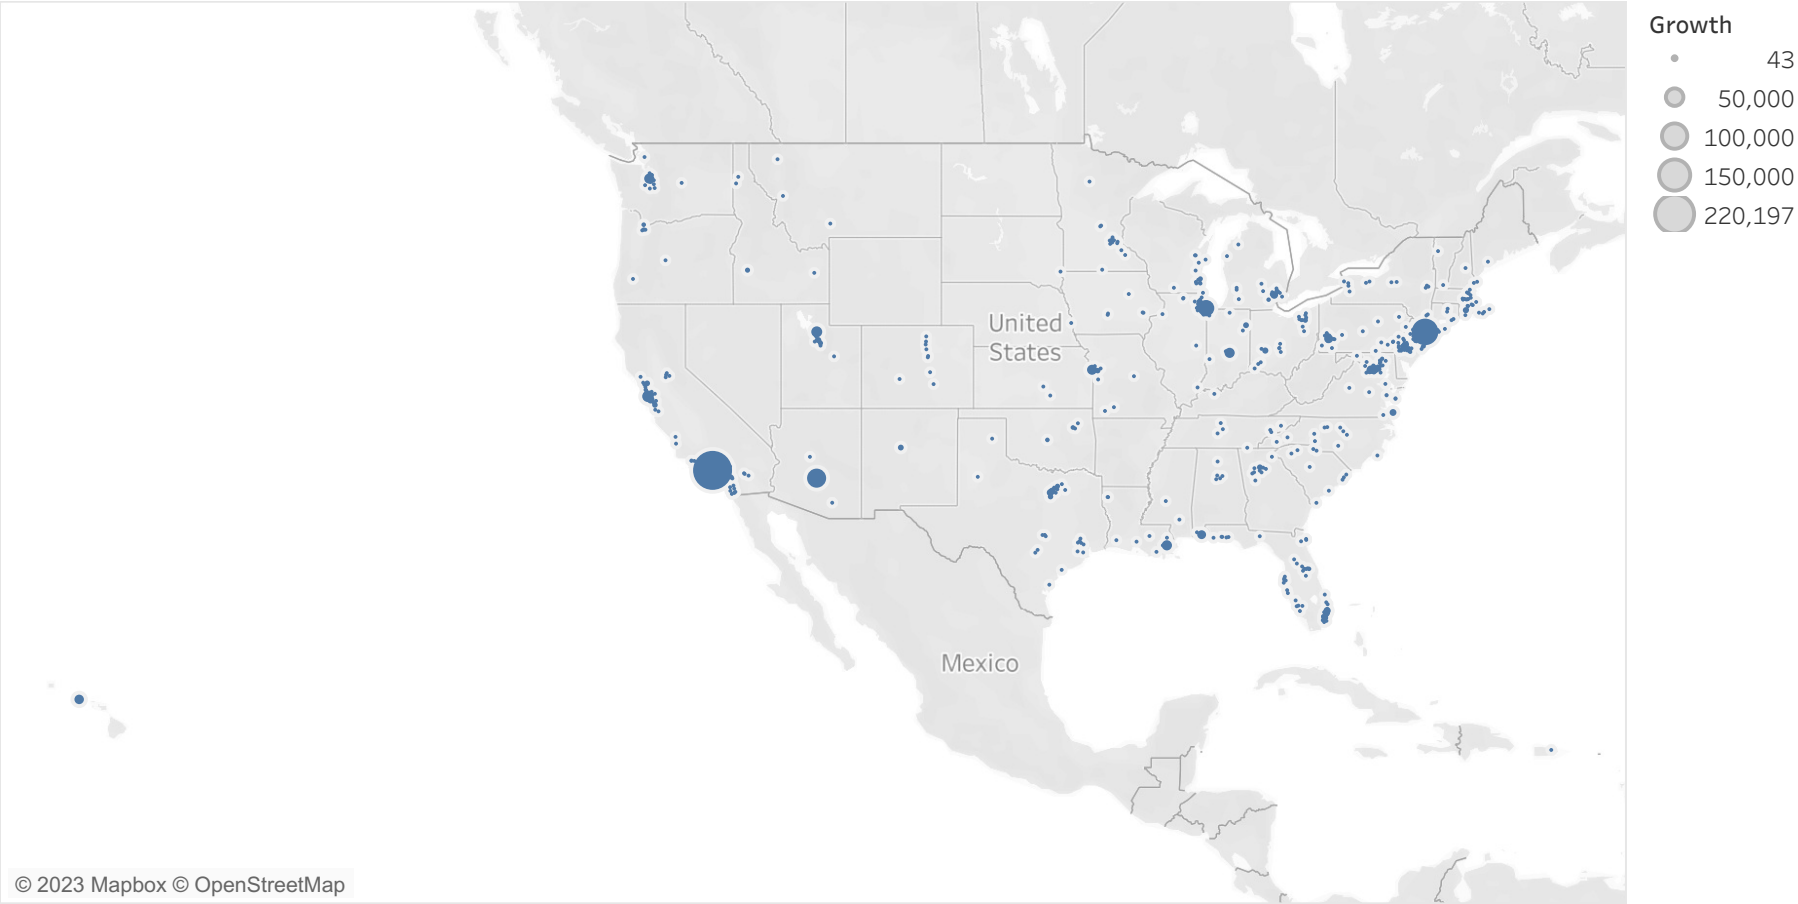 Growth
43
50,000
100,000
150,000
220,197
United
States
Mexico
© 2023 Mapbox © OpenStreetMap